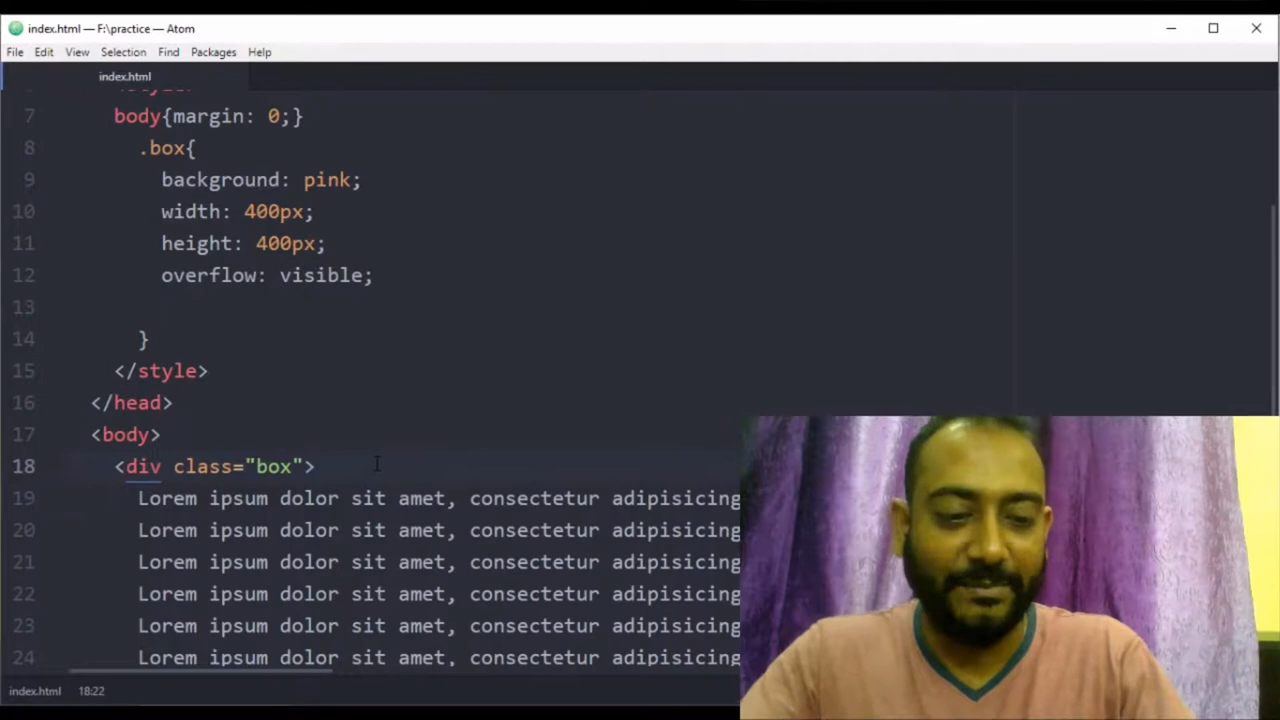 index.html — F:\practice — Atom
File Edit View Selection Find Packages Help
index.html
7 body{margin: 0;}
8 .box{
9 background: pink;
10 width: 400px;
11 height: 400px;
12 overflow: visible;
13
14 }
15 </style>
16 </head>
17 <body>
18 <div class="box">
19 Lorem ipsum dolor sit amet, consectetur adipisicing
20 Lorem ipsum dolor sit amet, consectetur adipisicing
21 Lorem ipsum dolor sit amet, consectetur adipisicing
22 Lorem ipsum dolor sit amet, consectetur adipisicing
23 Lorem ipsum dolor sit amet, consectetur adipisicing
24 Lorem ipsum dolor sit amet, consectetur adipisicing
index.html 18:22